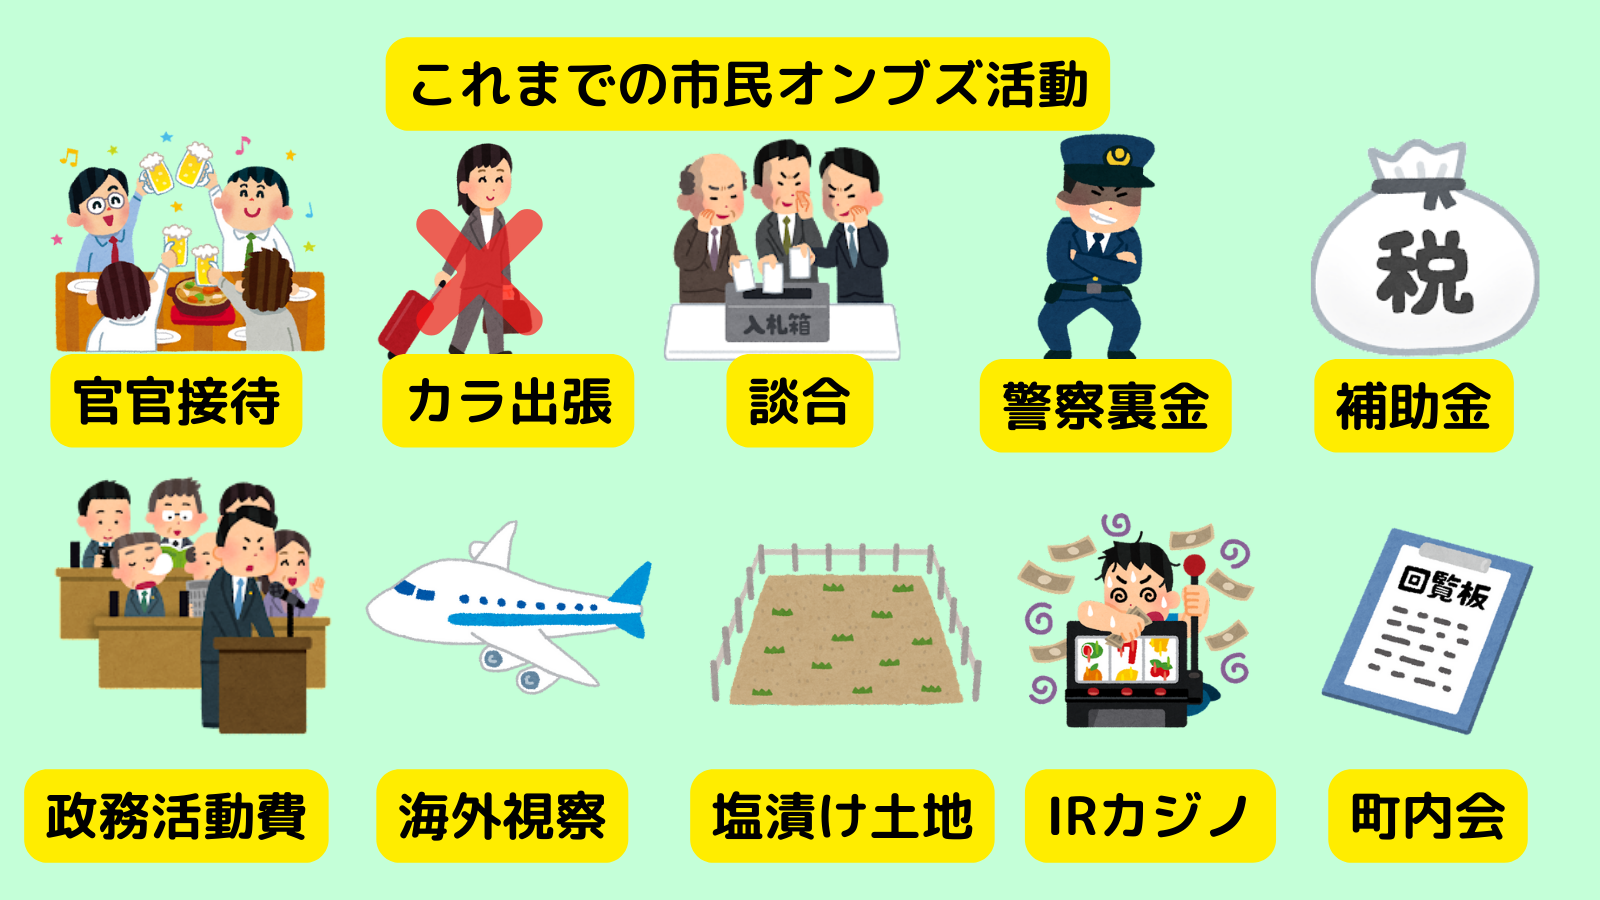 これまでの市民オンブズ活動
入札箱
税
官官接待
カラ出張
談合
警察裏金
補助金
回覧板
政務活動費
海外視察
塩漬け土地
IRカジノ
町内会